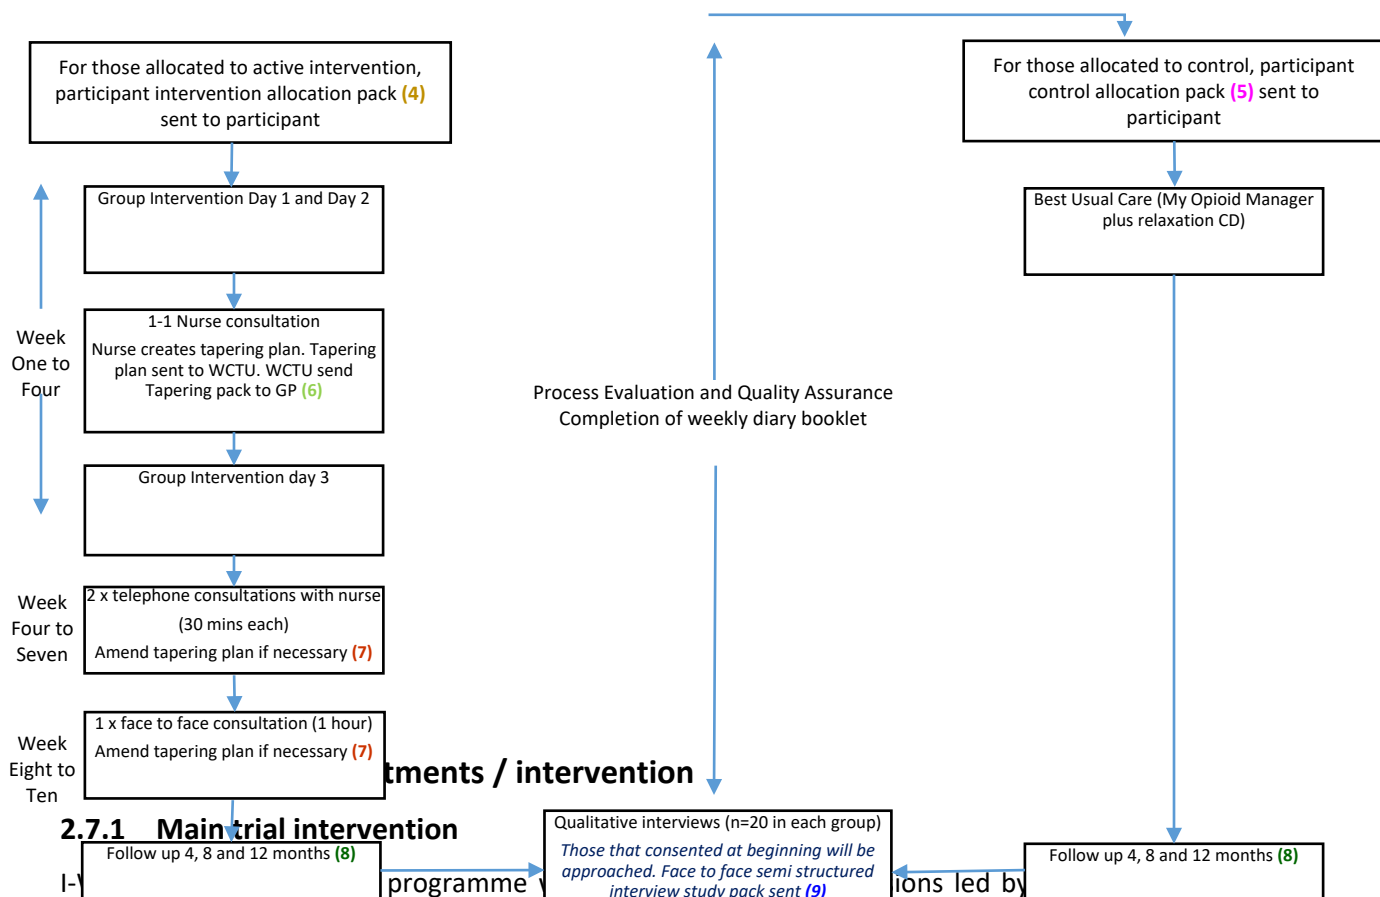 For those allocated to active intervention,
participant intervention allocation pack (4)
sent to participant
For those allocated to control, participant
control allocation pack (5) sent to
participant
Group Intervention Day 1 and Day 2
Best Usual Care (My Opioid Manager
plus relaxation CD)
Week
One to
Four
1-1 Nurse consultation
Nurse creates tapering plan. Tapering
plan sent to WCTU. WCTU send
Tapering pack to GP (6)
Process Evaluation and Quality Assurance
Completion of weekly diary booklet
Group Intervention day 3
Week
Four to
Seven
2 x telephone consultations with nurse
(30 mins each)
Amend tapering plan if necessary (7)
Week
Eight to
Ten
1 x face to face consultation (1 hour)
Amend tapering plan if necessary (7)
/ intervention
2.7.1 Main trial intervention
Follow up 4, 8 and 12 months (8)
Qualitative interviews (n=20 in each group)
Those that consented at beginning will be
approached. Face to face semi structured
interview study pack sent (9)
Follow up 4, 8 and 12 months (8)
programme led by